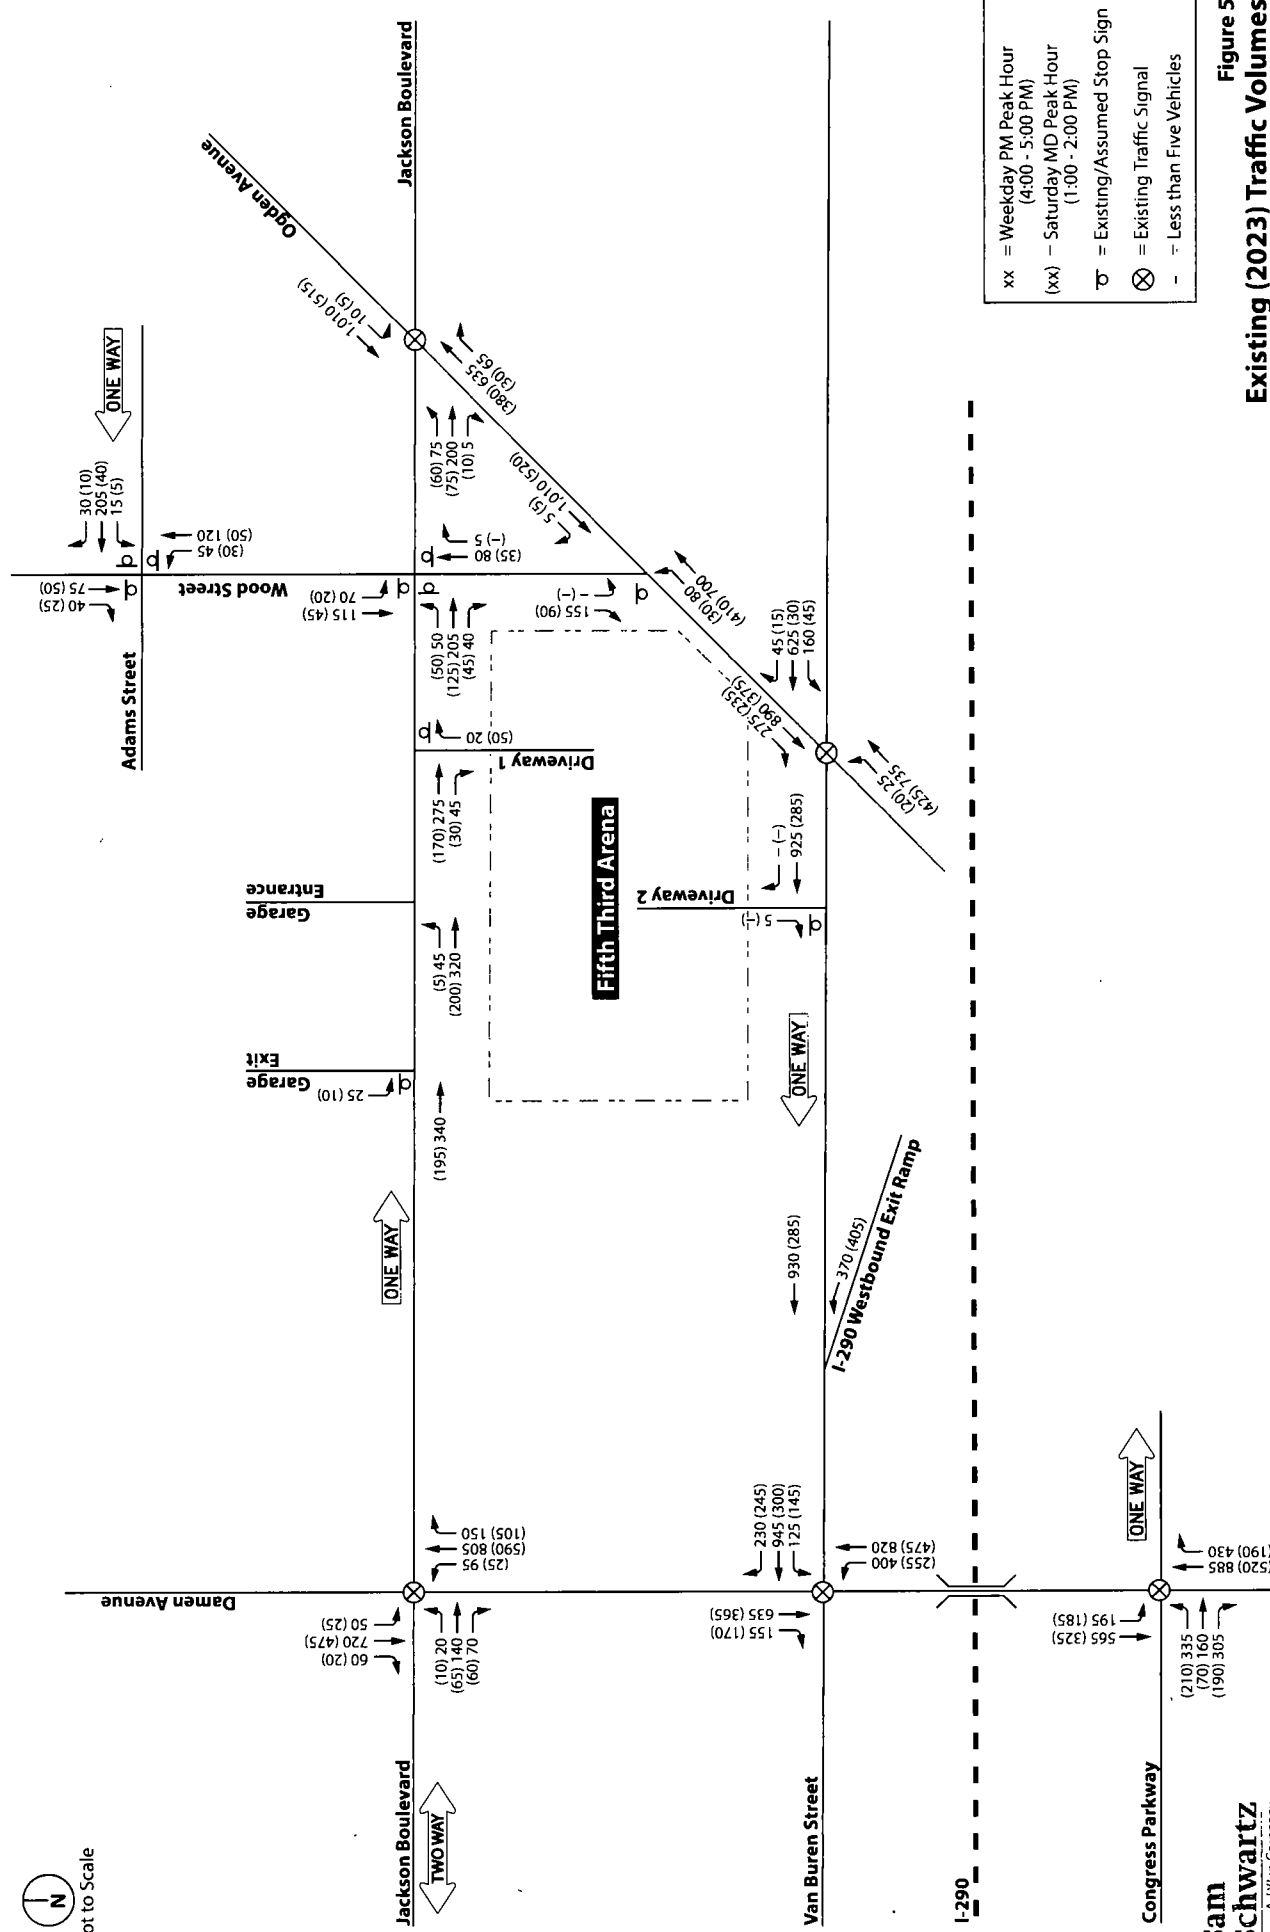 N
ot to Scale
Adams Street
ONE WAY
30 (10)
205 (40)
15 (5)
40 (25)
75 (50)
(30) 45
(50) 120
Wood Street
Ogden Avenue
1,010 (515)
10 (5)
Damen Avenue
60 (20)
720 (475)
50 (25)
Garage
Exit
25 (10)
Garage
Entrance
115 (45)
70 (20)
Jackson Boulevard
TWO WAY
ONE WAY
Jackson Boulevard
(10) 20
(65) 140
(60) 70
(25) 95
(590) 805
(105) 150
(195) 340
(5) 45
(200) 320
(170) 275
(30) 45
(50) 20
Driveway 1
(50) 50
(125) 205
(45) 40
(35) 80
(–) 5
(60) 75
(75) 200
(10) 5
(380) 635
(30) 65
5 (5)
1,010 (520)
155 (90)
– (–)
(30) 80
(410) 700
Fifth Third Arena
Driveway 2
5 (–)
– (–)
925 (285)
275 (235)
890 (375)
45 (15)
625 (30)
160 (45)
(20) 25
(425) 735
ONE WAY
930 (285)
370 (405)
I-290 Westbound Exit Ramp
Van Buren Street
155 (170)
635 (365)
230 (245)
945 (300)
125 (145)
(255) 400
(475) 820
I-290
Congress Parkway
ONE WAY
565 (325)
195 (185)
(210) 335
(70) 160
(190) 305
(520) 885
(190) 430
xx = Weekday PM Peak Hour
(4:00 - 5:00 PM)
(xx) – Saturday MD Peak Hour
(1:00 - 2:00 PM)
= Existing/Assumed Stop Sign
= Existing Traffic Signal
– – Less than Five Vehicles
Sam
Schwartz
Figure 5
Existing (2023) Traffic Volumes